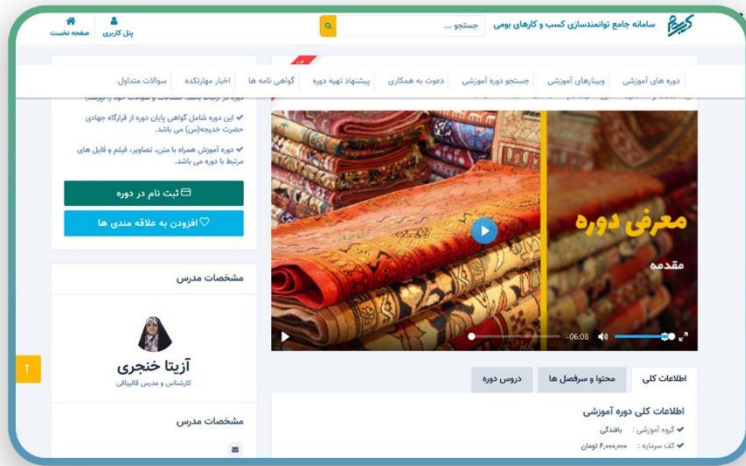 سامانه جامع توانمندسازی کسب و کارهای بومی
جستجو ...
پنل کاربری
صفحه نخست
دوره های آموزشی
وبینارهای آموزشی
جستجو دوره آموزشی
دعوت به همکاری
پیشنهاد تهیه دوره
گواهی نامه ها
اخبار مهارتکده
سوالات متداول
معرفی دوره
مقدمه
-06:08
اطلاعات کلی
محتوا و سرفصل ها
دروس دوره
اطلاعات کلی دوره آموزشی
✔ گروه آموزشی : بافندگی
✔ کف سرمایه : ۶,۰۰۰,۰۰۰ تومان
✔ این دوره شامل گواهی پایان دوره از قرارگاه جهادی
حضرت خدیجه(س) می باشد.
✔ دوره آموزش همراه با متن، تصاویر، فیلم و فایل های
مرتبط با دوره می باشد.
ثبت نام در دوره
افزودن به علاقه مندی ها
مشخصات مدرس
آزیتا خنجری
کارشناس و مدرس قالیبافی
مشخصات مدرس